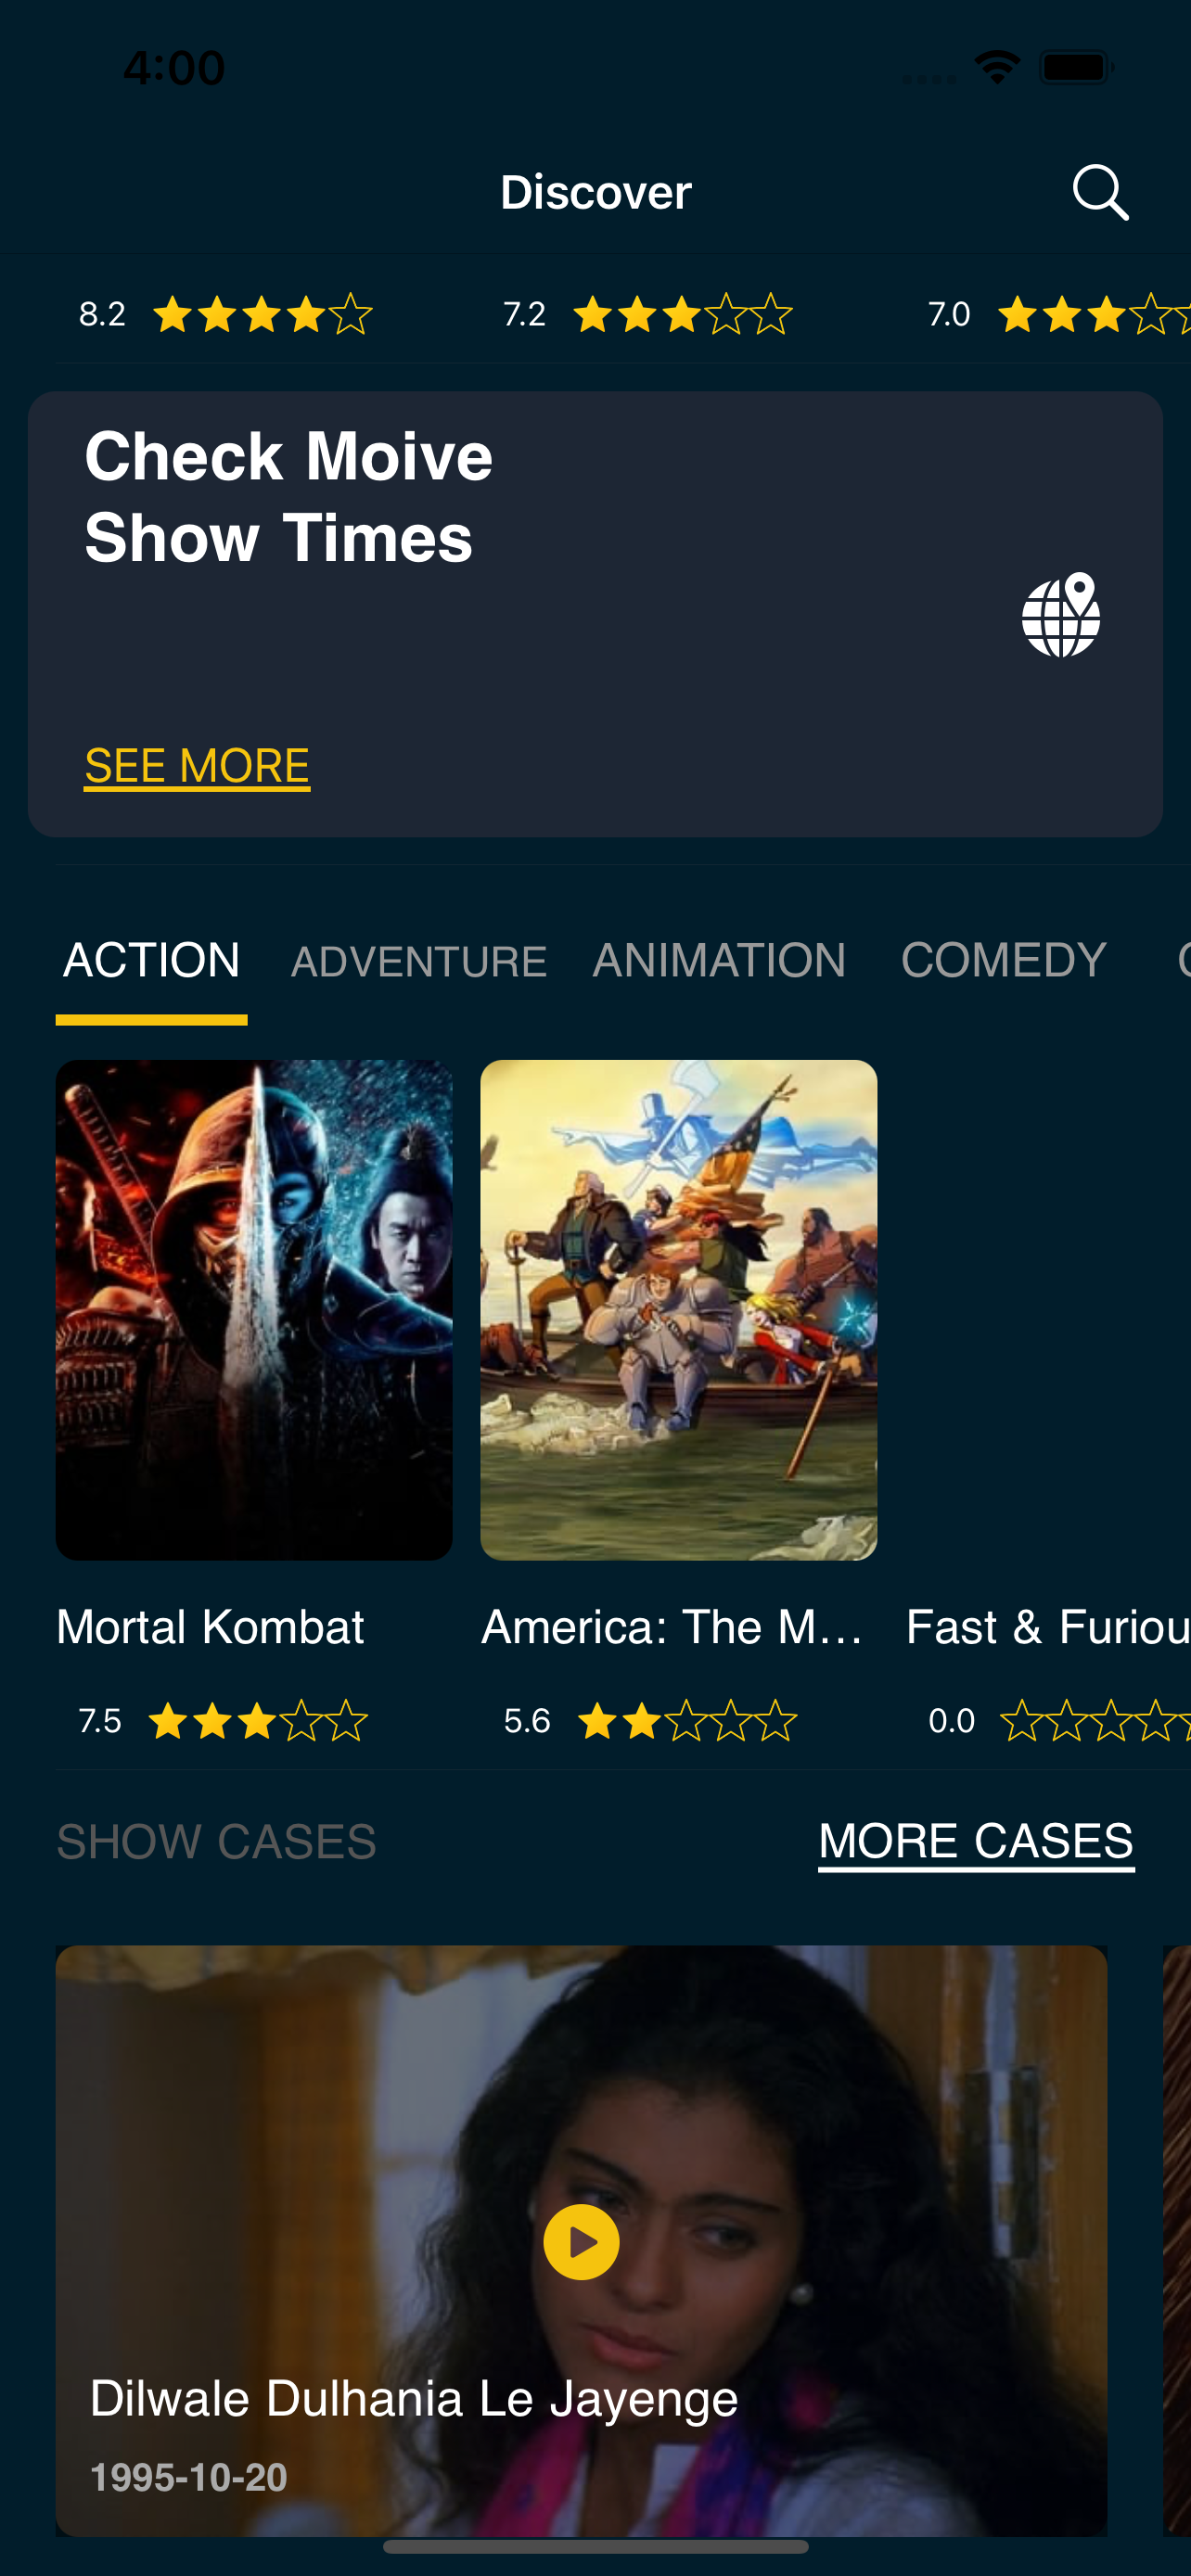 4:00
Discover
8.2
7.2
7.0
Check Moive
Show Times
SEE MORE
ACTION ADVENTURE ANIMATION COMEDY
Mortal Kombat
America: The M...
Fast & Furiou
7.5
5.6
0.0
SHOW CASES
MORE CASES
Dilwale Dulhania Le Jayenge
1995-10-20